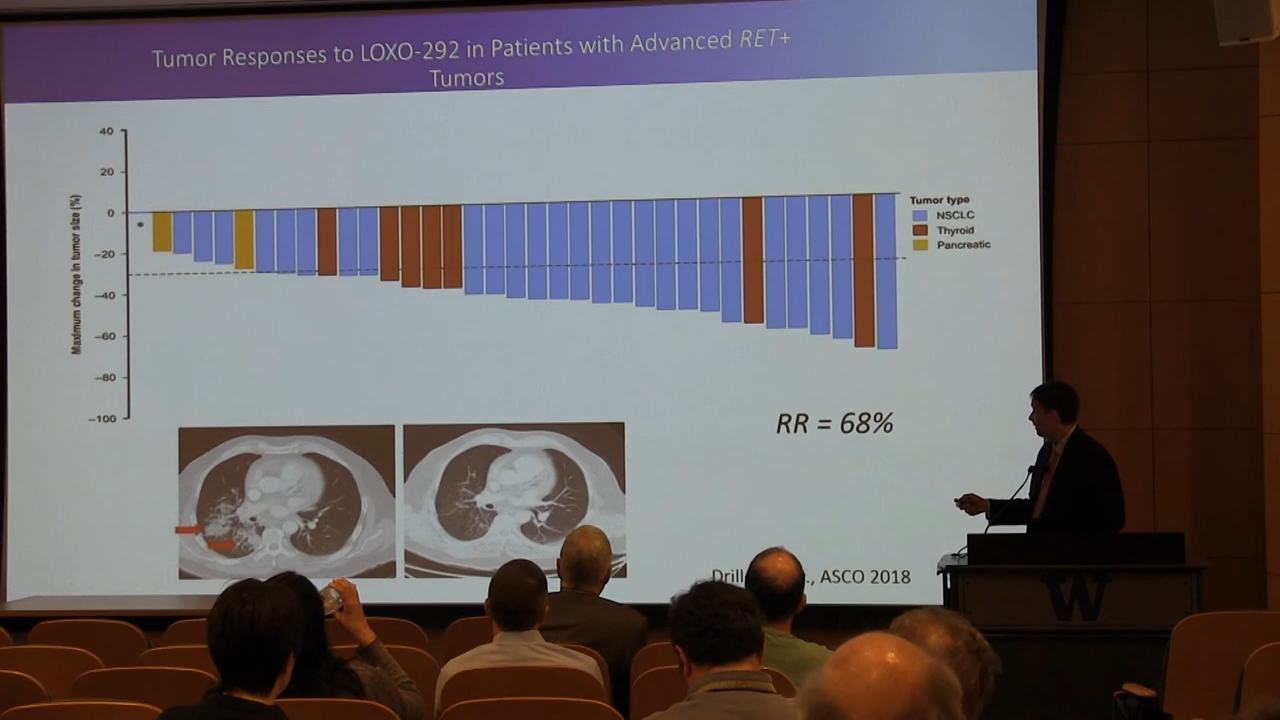 Tumor Responses to LOXO-292 in Patients with Advanced RET+
Tumors
Maximum change in tumor size (%)
40
20
0
−20
−40
−60
−80
−100
*
Tumor type
NSCLC
Thyroid
Pancreatic
RR = 68%
., ASCO 2018
W